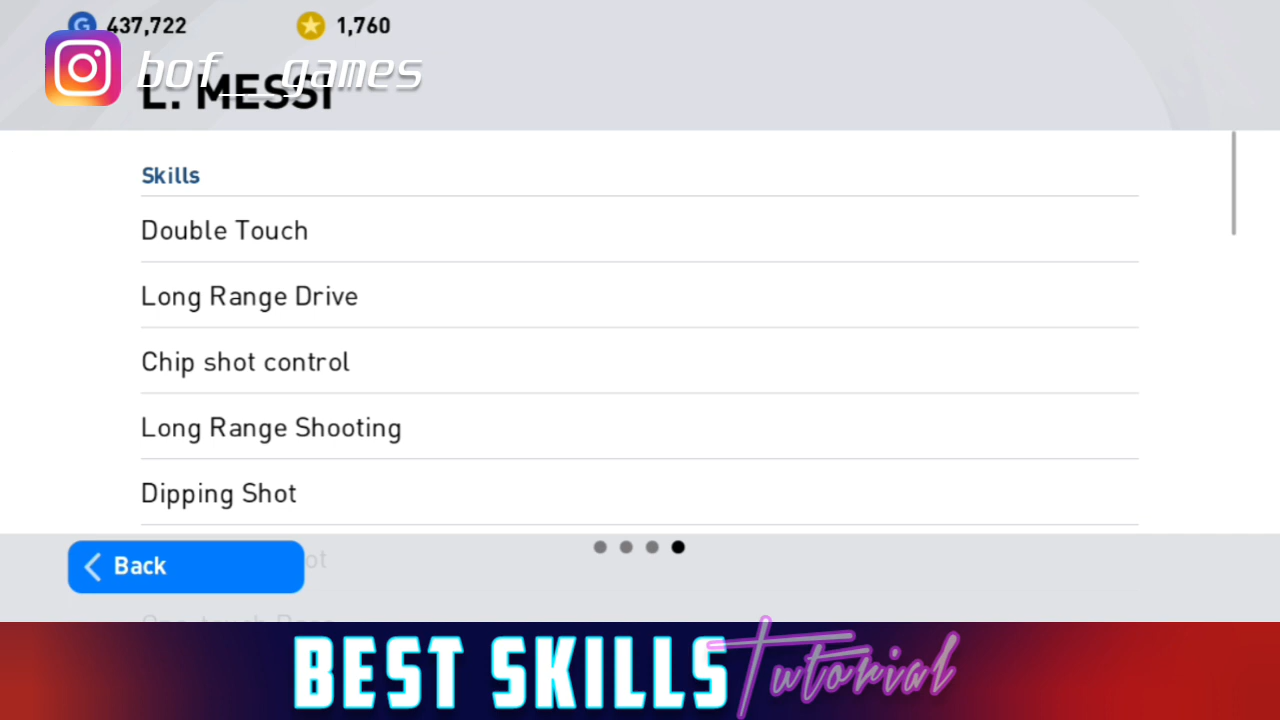 437,722
1,760
bof__games
L. MESSI
Skills
Double Touch
Long Range Drive
Chip shot control
Long Range Shooting
Dipping Shot
Back
BEST SKILLS Tutorial